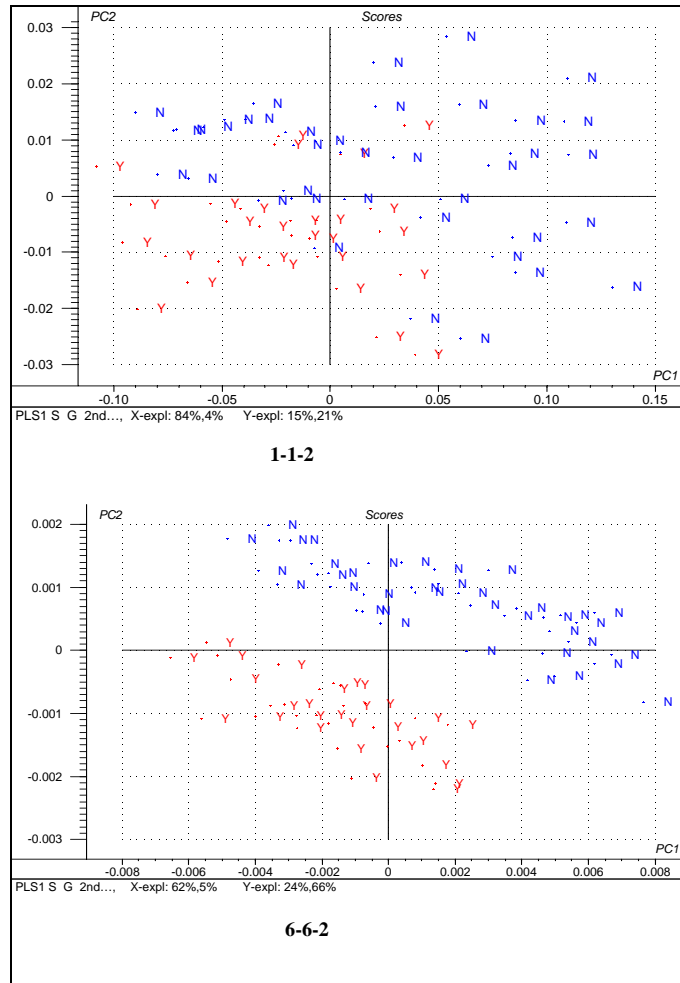 PC2 Scores
0.03
0.02
0.01
0
-0.01
-0.02
-0.03
PC1
-0.10 -0.05 0 0.05 0.10 0.15
PLS1 S G 2nd..., X-expl: 84%,4% Y-expl: 15%,21%
1-1-2
PC2 Scores
0.002
0.001
0
-0.001
-0.002
-0.003
PC1
-0.008 -0.006 -0.004 -0.002 0 0.002 0.004 0.006 0.008
PLS1 S G 2nd..., X-expl: 62%,5% Y-expl: 24%,66%
6-6-2